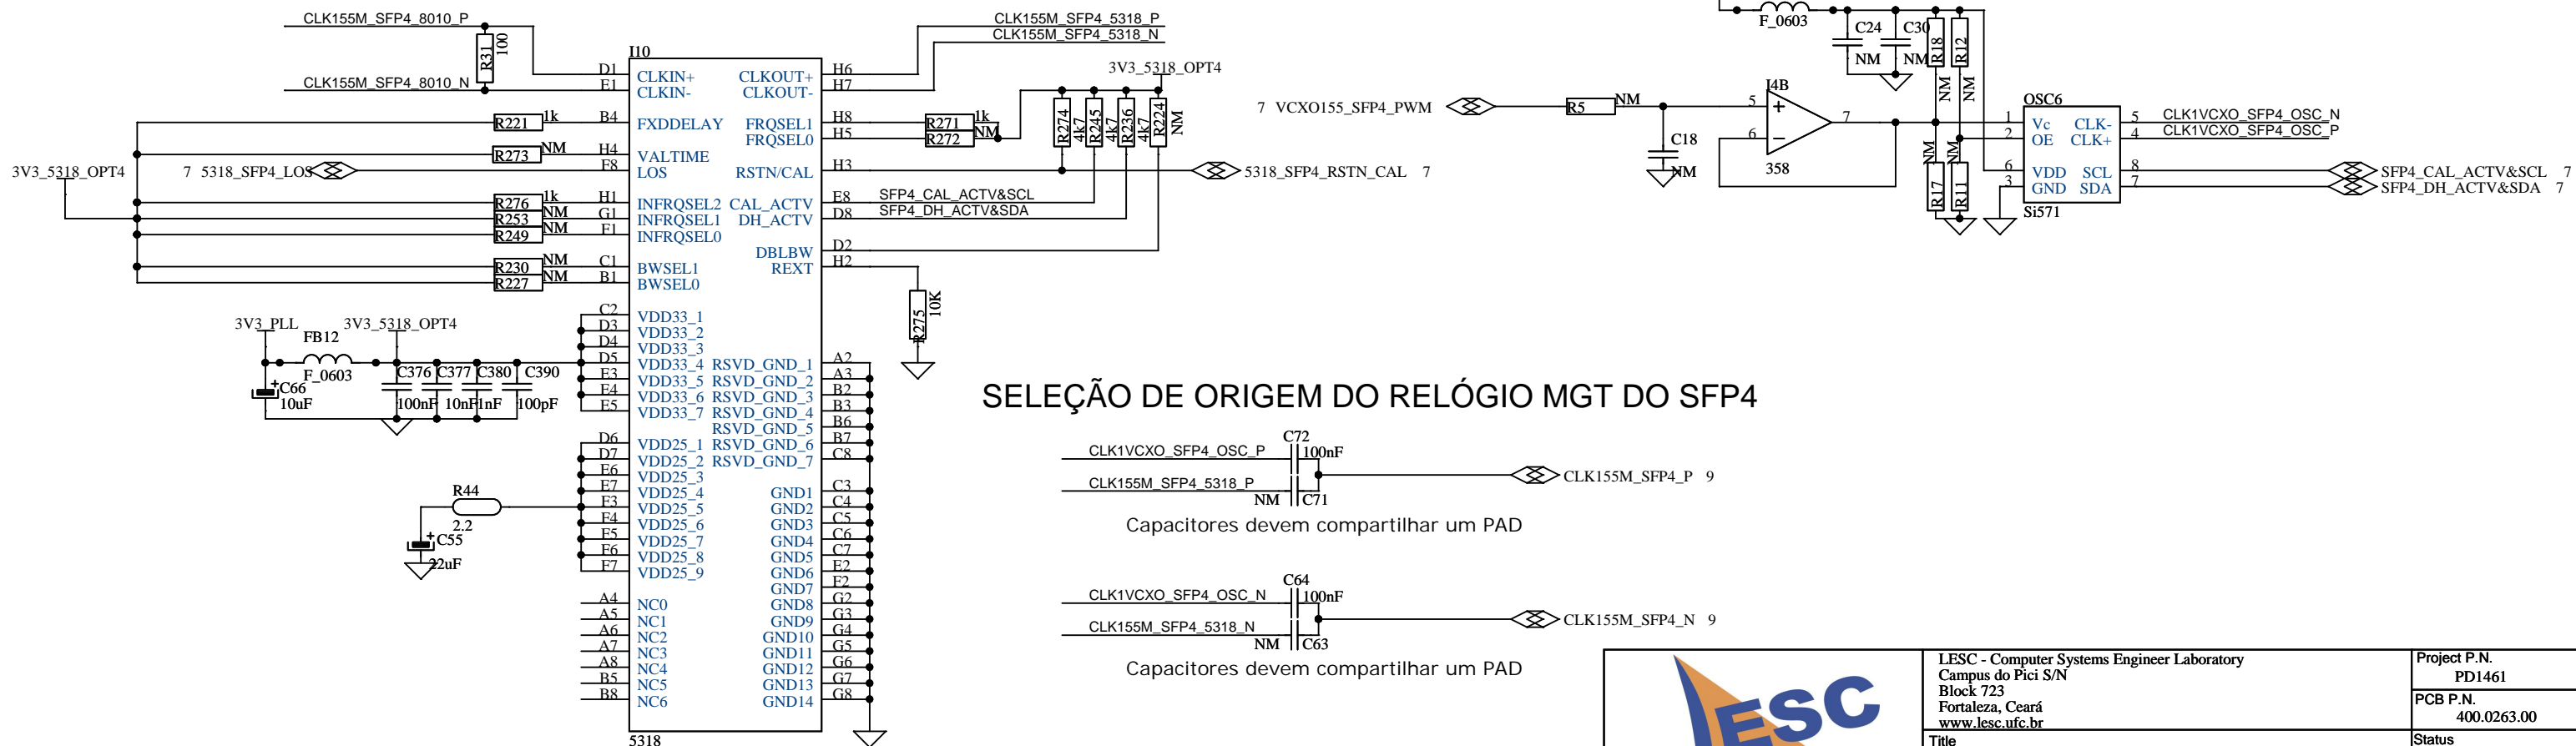 CLK155M_SFP4_8010_P
R31
100
CLK155M_SFP4_8010_N
I10
D1 CLKIN+ CLKOUT+ H6
E1 CLKIN- CLKOUT- H7
CLK155M_SFP4_5318_P
CLK155M_SFP4_5318_N
3V3_5318_OPT4
R221 1k B4 FXDDELAY FRQSEL1 H8 R271 1k
FRQSEL0 H5 R272 NM
R273 NM H4 VALTIME
R274 4k7
R245 4k7
R236 4k7
R224 NM
3V3_5318_OPT4
7 5318_SFP4_LOS F8 LOS RSTN/CAL H3 5318_SFP4_RSTN_CAL 7
R276 1k H1 INFRQSEL2 CAL_ACTV E8 SFP4_CAL_ACTV&SCL
R253 NM G1 INFRQSEL1 DH_ACTV D8 SFP4_DH_ACTV&SDA
R249 NM F1 INFRQSEL0
DBLBW D2
R230 NM C1 BWSEL1 REXT H2
R227 NM B1 BWSEL0
R275 10K
3V3_PLL
3V3_5318_OPT4
FB12
F_0603
C66
10uF
C376 C377 C380 C390
100nF 10nF 1nF 100pF
C2 VDD33_1
D3 VDD33_2
D4 VDD33_3
D5 VDD33_4 RSVD_GND_1 A2
E3 VDD33_5 RSVD_GND_2 A3
E4 VDD33_6 RSVD_GND_3 B2
E5 VDD33_7 RSVD_GND_4 B3
RSVD_GND_5 B6
D6 VDD25_1 RSVD_GND_6 B7
D7 VDD25_2 RSVD_GND_7 C8
E6 VDD25_3
E7 VDD25_4 GND1 C3
F3 VDD25_5 GND2 C4
F4 VDD25_6 GND3 C5
F5 VDD25_7 GND4 C6
F6 VDD25_8 GND5 C7
F7 VDD25_9 GND6 E2
GND7 F2
R44
2.2
C55
22uF
A4 NC0 GND8 G2
A5 NC1 GND9 G3
A6 NC2 GND10 G4
A7 NC3 GND11 G5
A8 NC4 GND12 G6
B5 NC5 GND13 G7
B8 NC6 GND14 G8
5318
F_0603
C24 NM
C30 NM
R18 NM
R12 NM
7 VCXO155_SFP4_PWM
R5 NM
C18
NM
I4B
5
6
7
358
R17 NM
R11 NM
OSC6
1 Vc CLK- 5 CLK1VCXO_SFP4_OSC_N
2 OE CLK+ 4 CLK1VCXO_SFP4_OSC_P
6 VDD SCL 8 SFP4_CAL_ACTV&SCL 7
3 GND SDA 7 SFP4_DH_ACTV&SDA 7
Si571
SELEÇÃO DE ORIGEM DO RELÓGIO MGT DO SFP4
C72
CLK1VCXO_SFP4_OSC_P 100nF
CLK155M_SFP4_P 9
CLK155M_SFP4_5318_P
NM C71
Capacitores devem compartilhar um PAD
C64
CLK1VCXO_SFP4_OSC_N 100nF
CLK155M_SFP4_N 9
CLK155M_SFP4_5318_N
NM C63
Capacitores devem compartilhar um PAD
LESC
LESC - Computer Systems Engineer Laboratory
Campus do Pici S/N
Block 723
Fortaleza, Ceará
www.lesc.ufc.br
Project P.N.
PD1461
PCB P.N.
400.0263.00
Title
Status